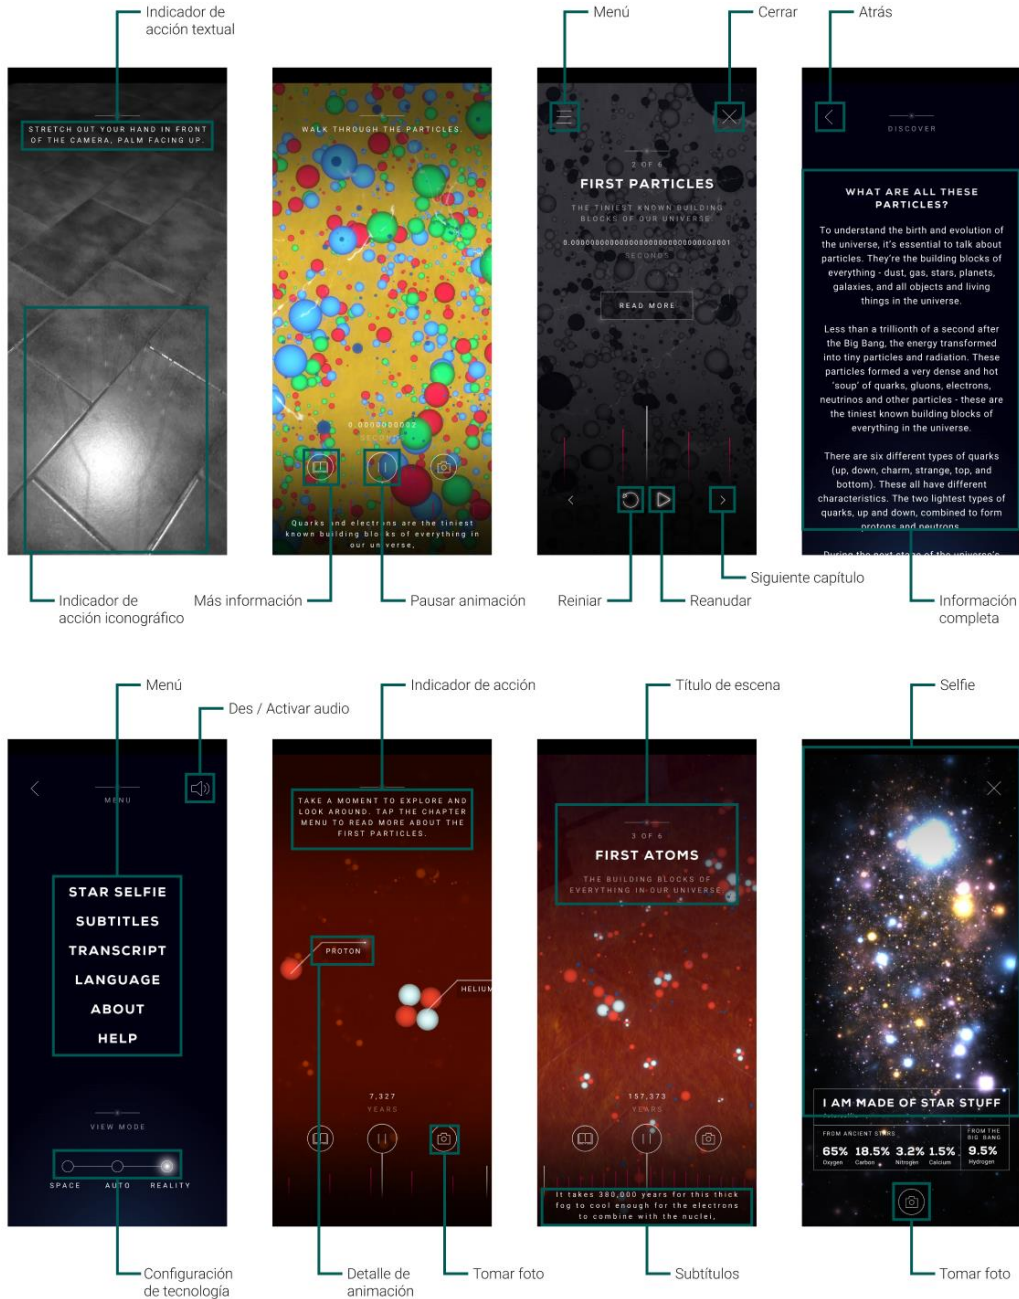 Indicador de
acción textual
Menú
Cerrar
Atrás
STRETCH OUT YOUR HAND IN FRONT
OF THE CAMERA, PALM FACING UP.
WALK THROUGH THE PARTICLES.
0.0000000002
SECONDS
Quarks and electrons are the tiniest
known building blocks of everything in
our universe,
2 OF 6
FIRST PARTICLES
THE TINIEST KNOWN BUILDING
BLOCKS OF OUR UNIVERSE
SECONDS
READ MORE
DISCOVER
WHAT ARE ALL THESE
PARTICLES?
To understand the birth and evolution of
the universe, it's essential to talk about
particles. They're the building blocks of
everything - dust, gas, stars, planets,
galaxies, and all objects and living
things in the universe.
Less than a trillionth of a second after
the Big Bang, the energy transformed
into tiny particles and radiation. These
particles formed a very dense and hot
'soup' of quarks, gluons, electrons,
neutrinos and other particles - these are
the tiniest known building blocks of
everything in the universe.
There are six different types of quarks
(up, down, charm, strange, top, and
bottom). These all have different
characteristics. The two lightest types of
quarks, up and down, combined to form
protons and neutrons
During the next stage of the universe's
Indicador de
acción iconográfico
Más información
Pausar animación
Reiniar
Reanudar
Siguiente capítulo
Información
completa
Menú
Des / Activar audio
Indicador de acción
Título de escena
Selfie
MENU
STAR SELFIE
SUBTITLES
TRANSCRIPT
LANGUAGE
ABOUT
HELP
VIEW MODE
SPACE AUTO REALITY
TAKE A MOMENT TO EXPLORE AND
LOOK AROUND. TAP THE CHAPTER
MENU TO READ MORE ABOUT THE
FIRST PARTICLES.
PROTON
HELIUM
7,327
YEARS
3 OF 6
FIRST ATOMS
THE BUILDING BLOCKS OF
EVERYTHING IN OUR UNIVERSE
157,373
YEARS
It takes 380,000 years for this thick
fog to cool enough for the electrons
to combine with the nuclei,
I AM MADE OF STAR STUFF
FROM ANCIENT STARS
FROM THE
BIG BANG
65% 18.5% 3.2% 1.5% 9.5%
Oxygen Carbon Nitrogen Calcium Hydrogen
Configuración
de tecnología
Detalle de
animación
Tomar foto
Subtítulos
Tomar foto